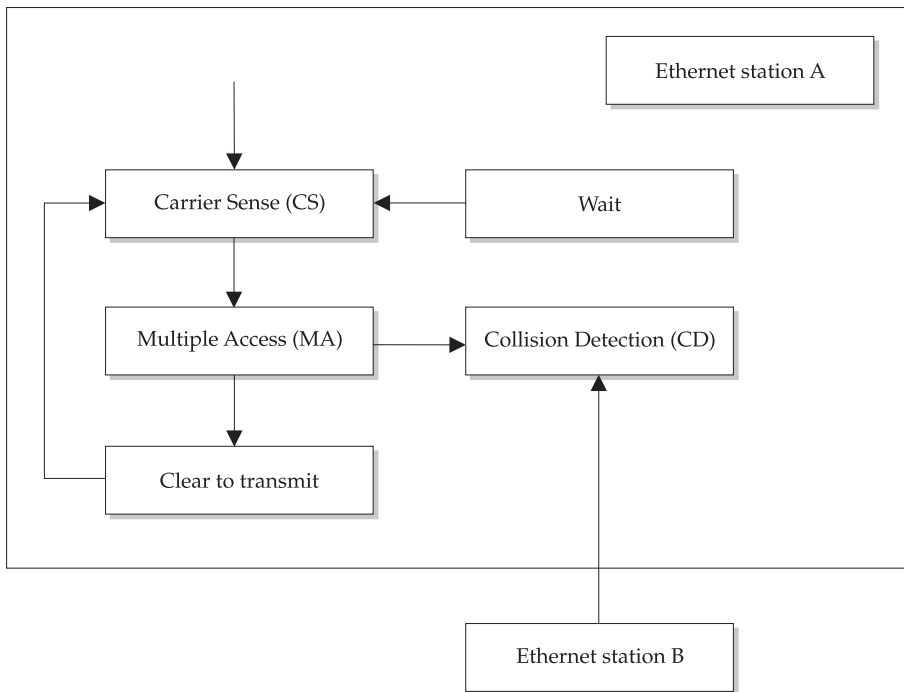 Ethernet station A
Carrier Sense (CS)
Wait
Multiple Access (MA)
Collision Detection (CD)
Clear to transmit
Ethernet station B